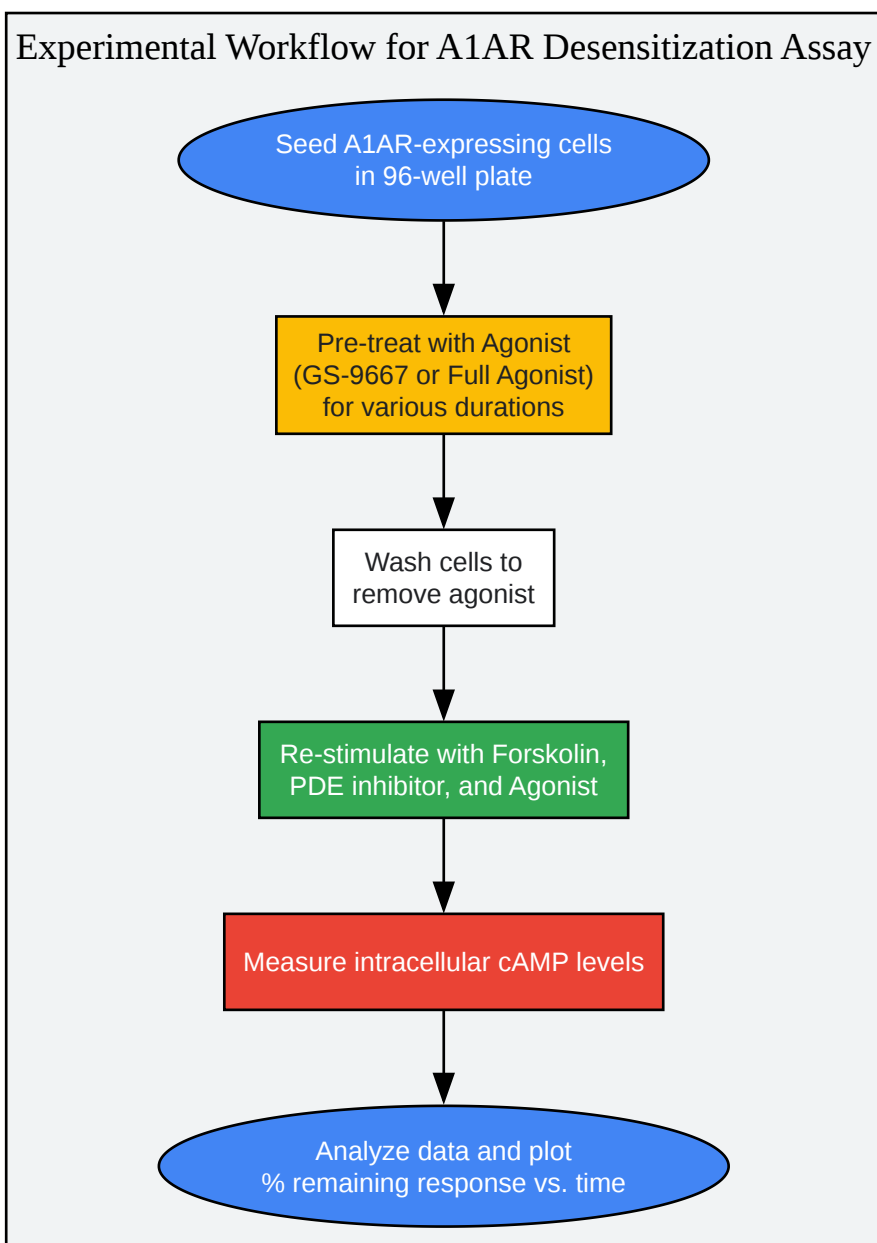 Experimental Workflow for A1AR Desensitization Assay
Seed A1AR-expressing cells
in 96-well plate
Pre-treat with Agonist
(GS-9667 or Full Agonist)
for various durations
Wash cells to
remove agonist
Re-stimulate with Forskolin,
PDE inhibitor, and Agonist
Measure intracellular cAMP levels
Analyze data and plot
% remaining response vs. time